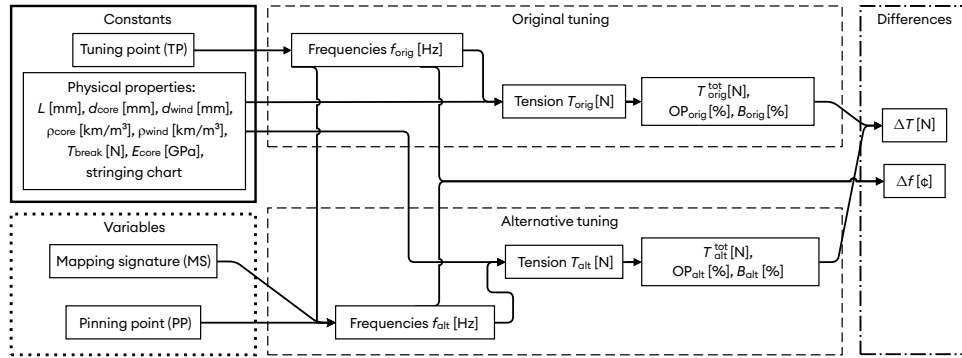 Constants
Tuning point (TP)
Physical properties:
L [mm], dcore [mm], dwind [mm],
ρcore [km/m³], ρwind [km/m³],
Tbreak [N], Ecore [GPa],
stringing chart
Variables
Mapping signature (MS)
Pinning point (PP)
Original tuning
Frequencies forig [Hz]
Tension Torig [N]
T tot orig [N],
OPorig [%], Borig [%]
Alternative tuning
Frequencies falt [Hz]
Tension Talt [N]
T tot alt [N],
OPalt [%], Balt [%]
Differences
ΔT [N]
Δf [¢]